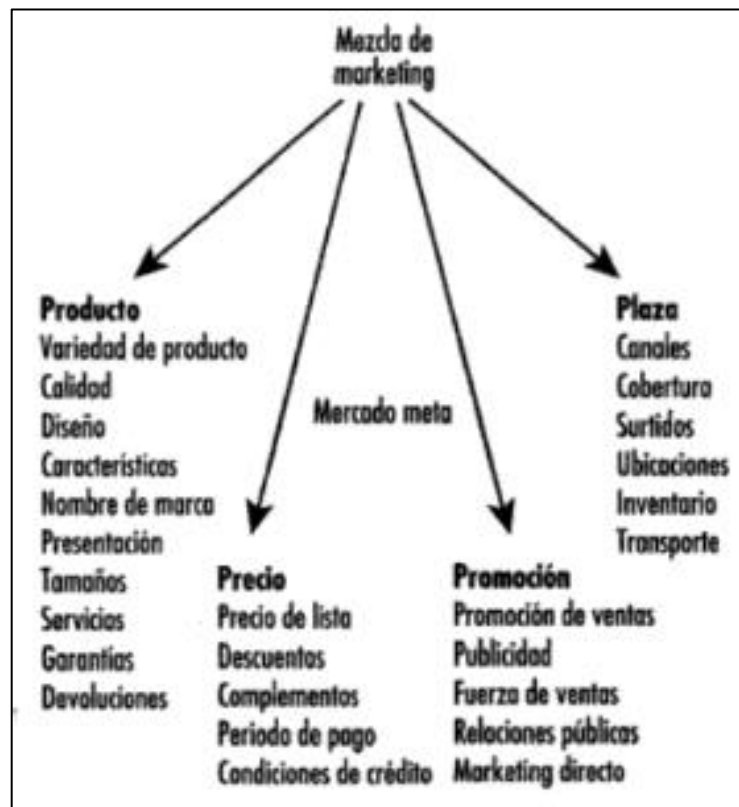 Mezcla de
marketing
Producto
Variedad de producto
Calidad
Diseño
Características
Nombre de marca
Presentación
Tamaños
Servicios
Garantías
Devoluciones
Mercado meta
Precio
Precio de lista
Descuentos
Complementos
Periodo de pago
Condiciones de crédito
Promoción
Promoción de ventas
Publicidad
Fuerza de ventas
Relaciones públicas
Marketing directo
Plaza
Canales
Cobertura
Surtidos
Ubicaciones
Inventario
Transporte